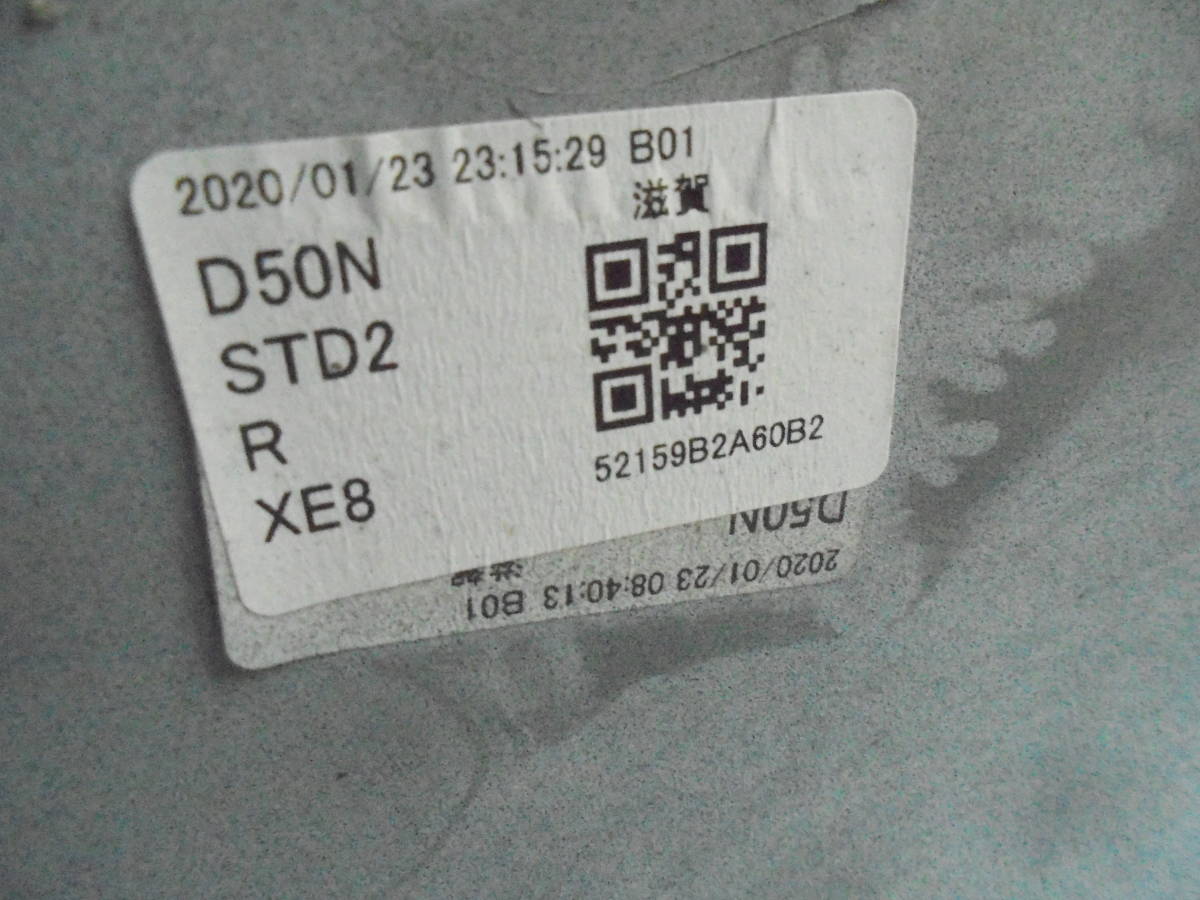 2020/01/23 23:15:29 B01
滋賀
D50N
STD2
R
XE8
52159B2A60B2
D50N
2020/01/23 08:40:13 B01